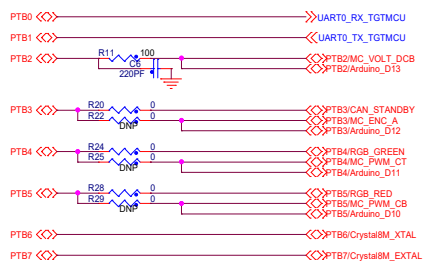 PTB0 UART0_RX_TGTMCU
PTB1 UART0_TX_TGTMCU
PTB2 R11 100 PTB2/MC_VOLT_DCB
C6 PTB2/Arduino_D13
220PF
PTB3 R20 0 PTB3/CAN_STANDBY
R22 0 PTB3/MC_ENC_A
DNP PTB3/Arduino_D12
PTB4 R24 0 PTB4/RGB_GREEN
R25 0 PTB4/MC_PWM_CT
DNP PTB4/Arduino_D11
PTB5 R28 0 PTB5/RGB_RED
R29 0 PTB5/MC_PWM_CB
DNP PTB5/Arduino_D10
PTB6 PTB6/Crystal8M_XTAL
PTB7 PTB7/Crystal8M_EXTAL